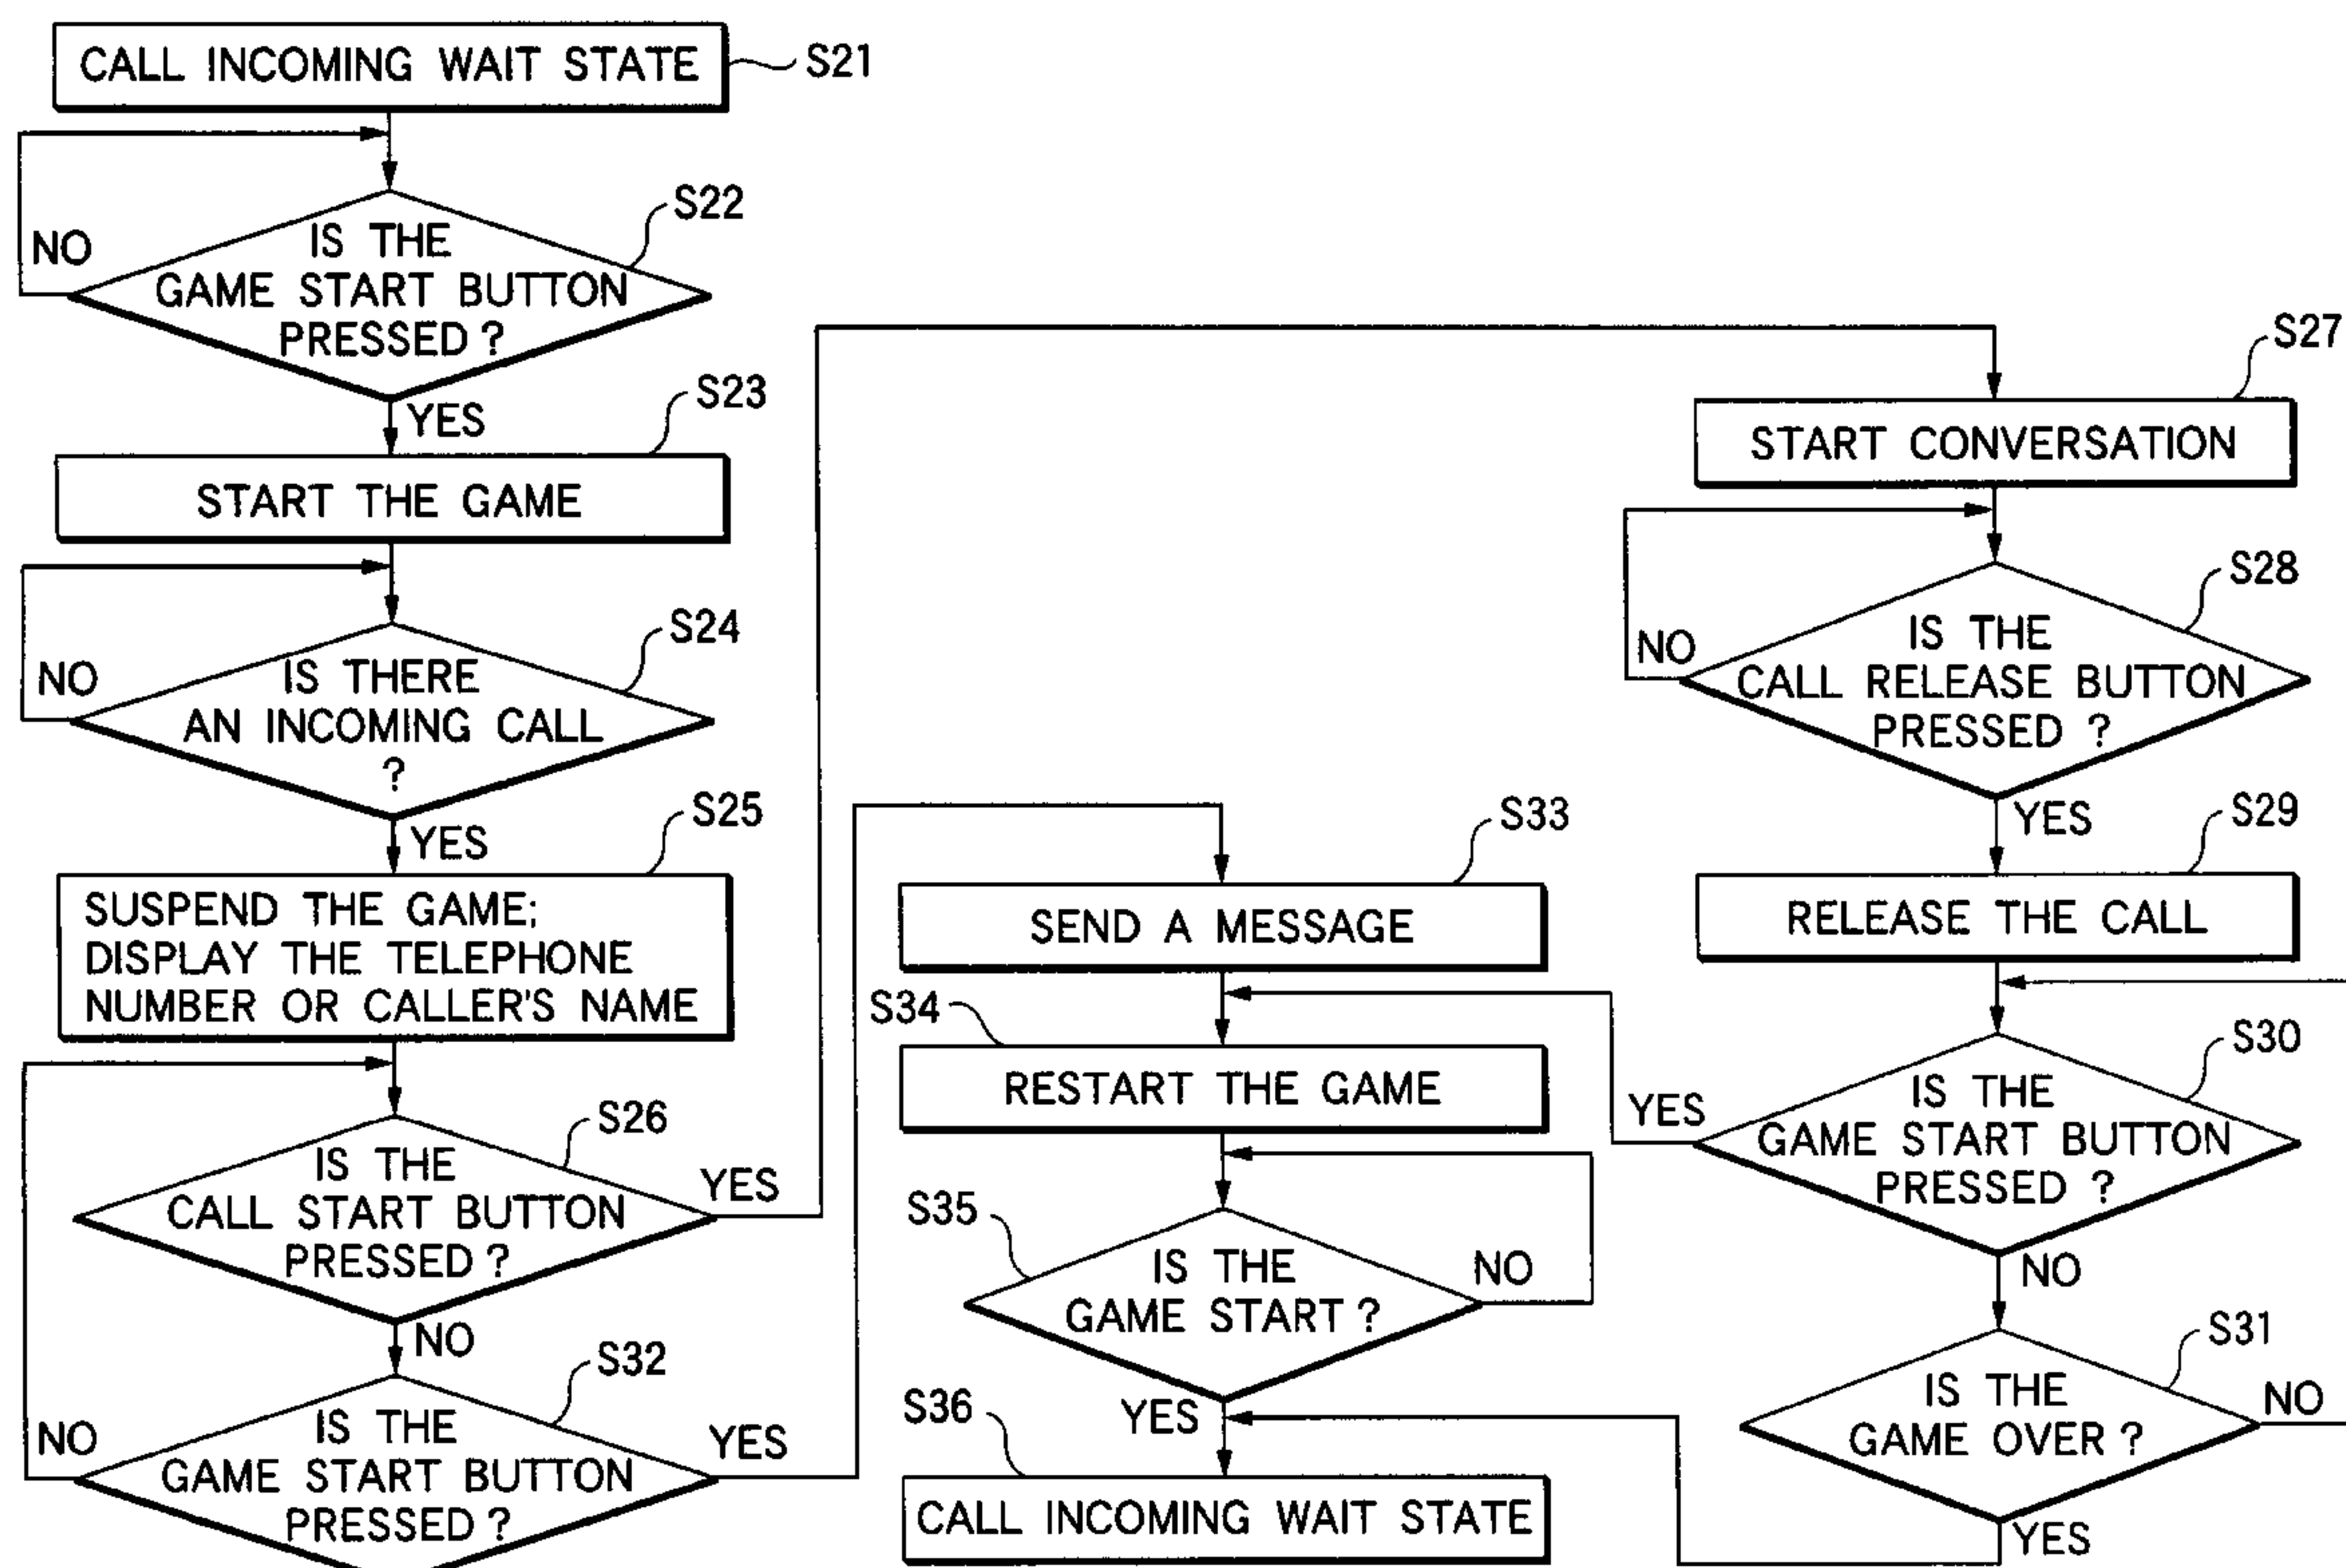 CALL INCOMING WAIT STATE
S21
S22
IS THE
GAME START BUTTON
PRESSED ?
NO
YES
S23
START THE GAME
S24
IS THERE
AN INCOMING CALL
?
NO
YES
S25
SUSPEND THE GAME;
DISPLAY THE TELEPHONE
NUMBER OR CALLER'S NAME
S26
IS THE
CALL START BUTTON
PRESSED ?
YES
NO
S32
IS THE
GAME START BUTTON
PRESSED ?
NO
YES
S33
SEND A MESSAGE
S34
RESTART THE GAME
S35
IS THE
GAME START ?
NO
YES
S36
CALL INCOMING WAIT STATE
S27
START CONVERSATION
S28
IS THE
CALL RELEASE BUTTON
PRESSED ?
NO
YES
S29
RELEASE THE CALL
S30
IS THE
GAME START BUTTON
PRESSED ?
YES
NO
S31
IS THE
GAME OVER ?
NO
YES